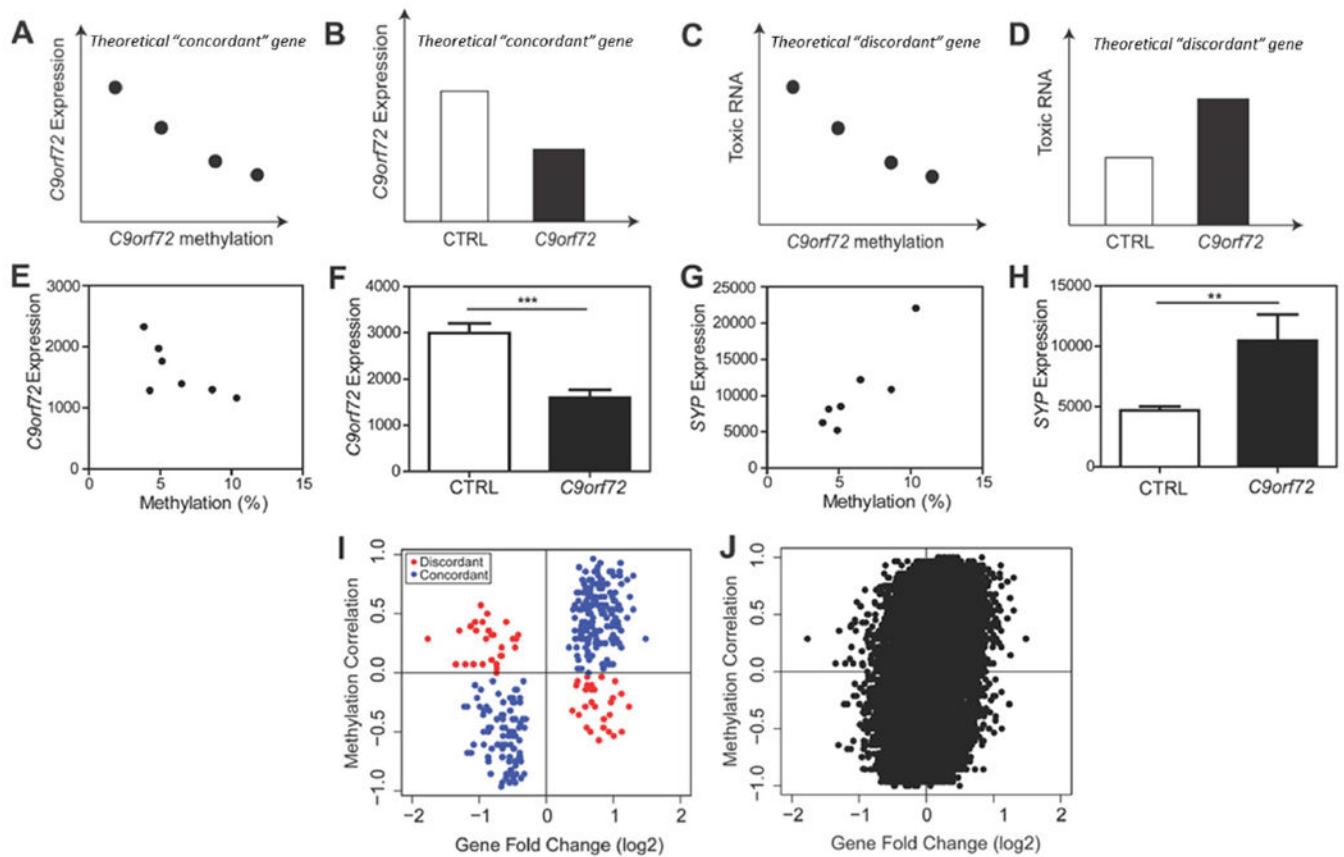 A
Theoretical "concordant" gene
C9orf72 Expression
C9orf72 methylation
B
Theoretical "concordant" gene
C9orf72 Expression
CTRL
C9orf72
C
Theoretical "discordant" gene
Toxic RNA
C9orf72 methylation
D
Theoretical "discordant" gene
Toxic RNA
CTRL
C9orf72
E
C9orf72 Expression
3000
2000
1000
0
0 5 10 15
Methylation (%)
F
C9orf72 Expression
4000
3000
2000
1000
0
***
CTRL
C9orf72
G
SYP Expression
25000
20000
15000
10000
5000
0
0 5 10 15
Methylation (%)
H
SYP Expression
15000
10000
5000
0
**
CTRL
C9orf72
I
Discordant
Concordant
Methylation Correlation
1.0
0.5
0.0
−0.5
−1.0
−2 −1 0 1 2
Gene Fold Change (log2)
J
Methylation Correlation
1.0
0.5
0.0
−0.5
−1.0
−2 −1 0 1 2
Gene Fold Change (log2)